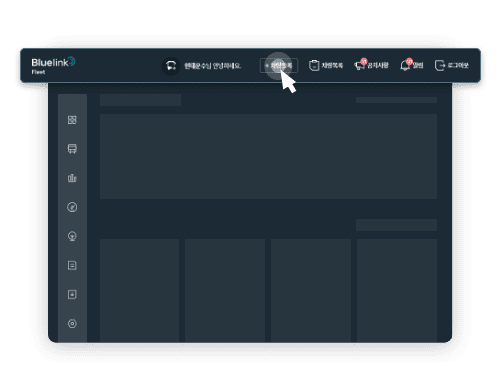 Bluelink
Fleet
현대운수님 안녕하세요.
+ 차량등록
차량목록
공지사항
알림
로그아웃